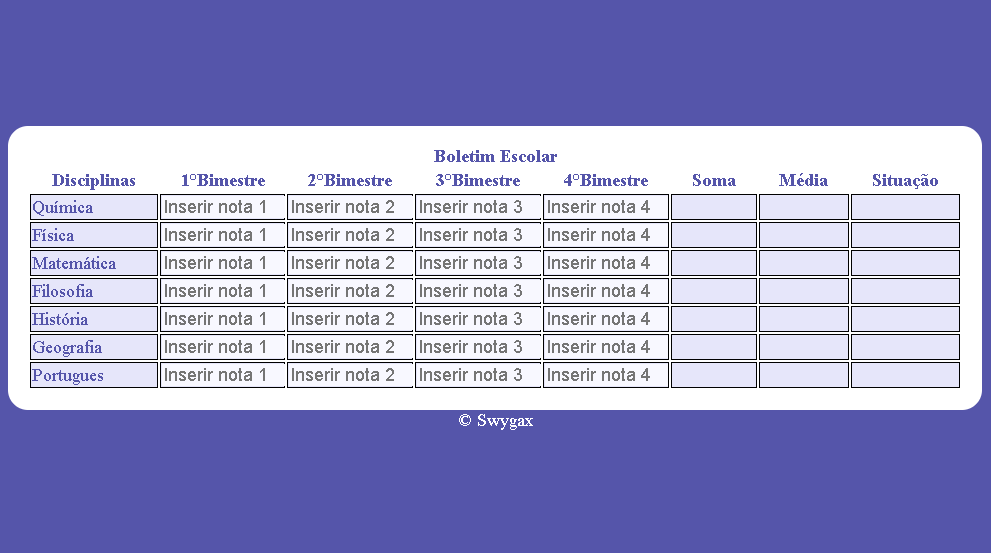 Boletim Escolar
Disciplinas 1°Bimestre 2°Bimestre 3°Bimestre 4°Bimestre Soma Média Situação
Química Inserir nota 1 Inserir nota 2 Inserir nota 3 Inserir nota 4
Física Inserir nota 1 Inserir nota 2 Inserir nota 3 Inserir nota 4
Matemática Inserir nota 1 Inserir nota 2 Inserir nota 3 Inserir nota 4
Filosofia Inserir nota 1 Inserir nota 2 Inserir nota 3 Inserir nota 4
História Inserir nota 1 Inserir nota 2 Inserir nota 3 Inserir nota 4
Geografia Inserir nota 1 Inserir nota 2 Inserir nota 3 Inserir nota 4
Portugues Inserir nota 1 Inserir nota 2 Inserir nota 3 Inserir nota 4
© Swygax